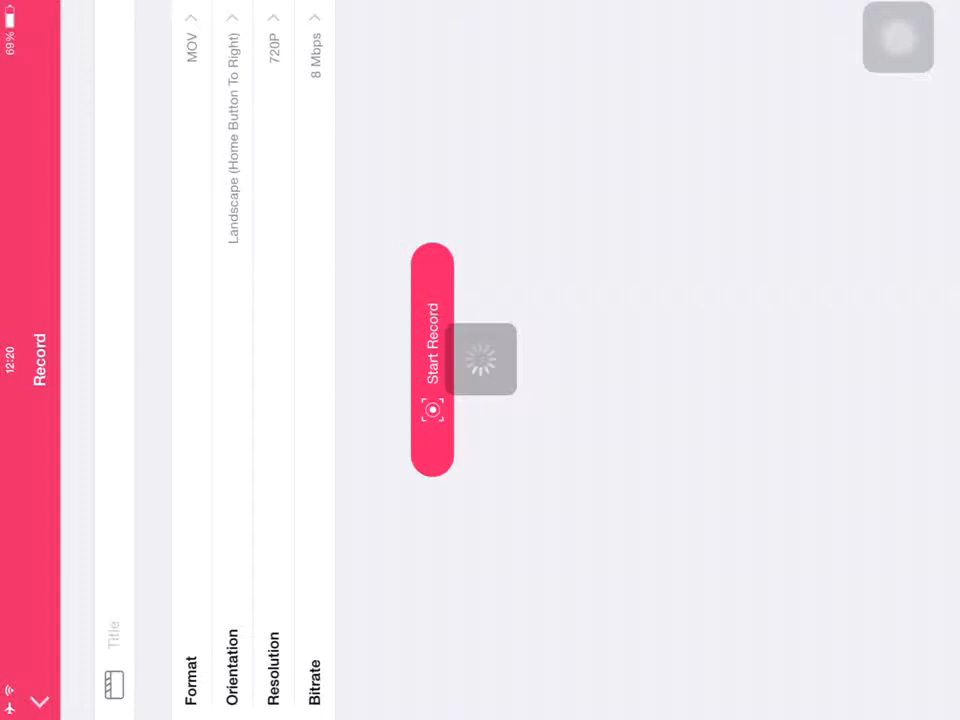 12:20
69%
Record
Title
Format MOV
Orientation Landscape (Home Button To Right)
Resolution 720P
Bitrate 8 Mbps
Start Record